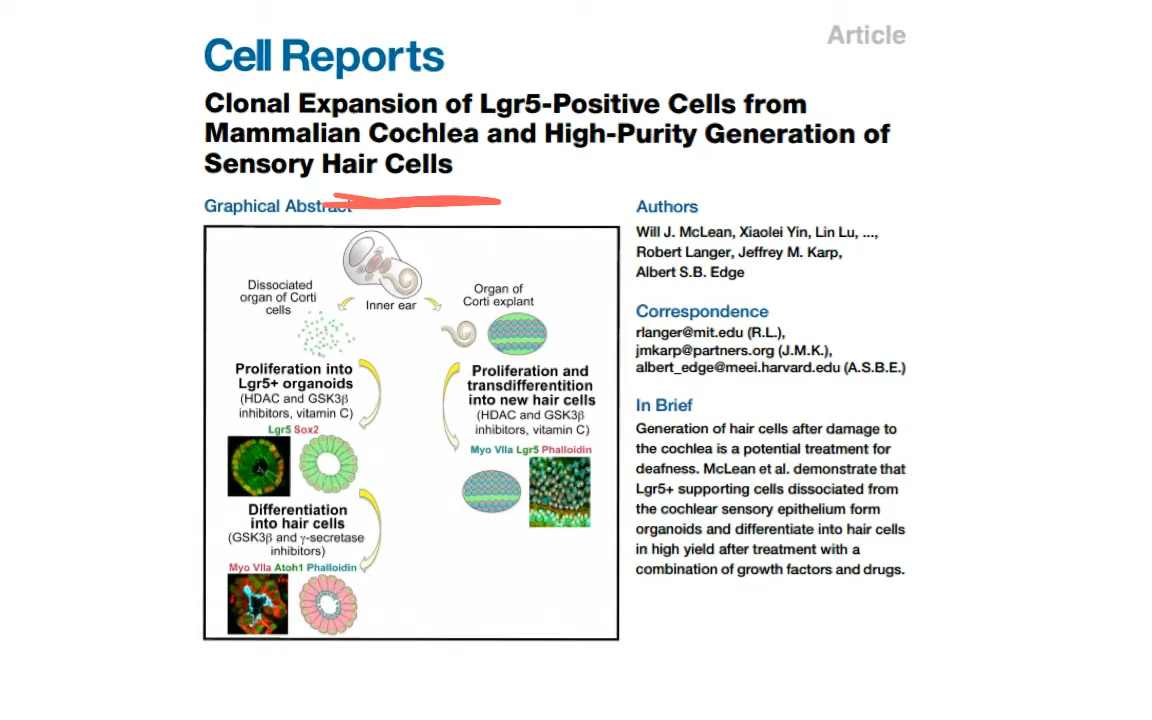 Article
Cell Reports
Clonal Expansion of Lgr5-Positive Cells from
Mammalian Cochlea and High-Purity Generation of
Sensory Hair Cells
Graphical Abstract
Dissociated
organ of Corti
cells
Inner ear
Organ of
Corti explant
Proliferation into
Lgr5+ organoids
(HDAC and GSK3β
inhibitors, vitamin C)
Lgr5 Sox2
Differentiation
into hair cells
(GSK3β and γ-secretase
inhibitors)
Myo VIIa Atoh1 Phalloidin
Proliferation and
transdifferentition
into new hair cells
(HDAC and GSK3β
inhibitors, vitamin C)
Myo VIIa Lgr5 Phalloidin
Authors
Will J. McLean, Xiaolei Yin, Lin Lu, ...,
Robert Langer, Jeffrey M. Karp,
Albert S.B. Edge
Correspondence
rlanger@mit.edu (R.L.),
jmkarp@partners.org (J.M.K.),
albert_edge@meei.harvard.edu (A.S.B.E.)
In Brief
Generation of hair cells after damage to
the cochlea is a potential treatment for
deafness. McLean et al. demonstrate that
Lgr5+ supporting cells dissociated from
the cochlear sensory epithelium form
organoids and differentiate into hair cells
in high yield after treatment with a
combination of growth factors and drugs.